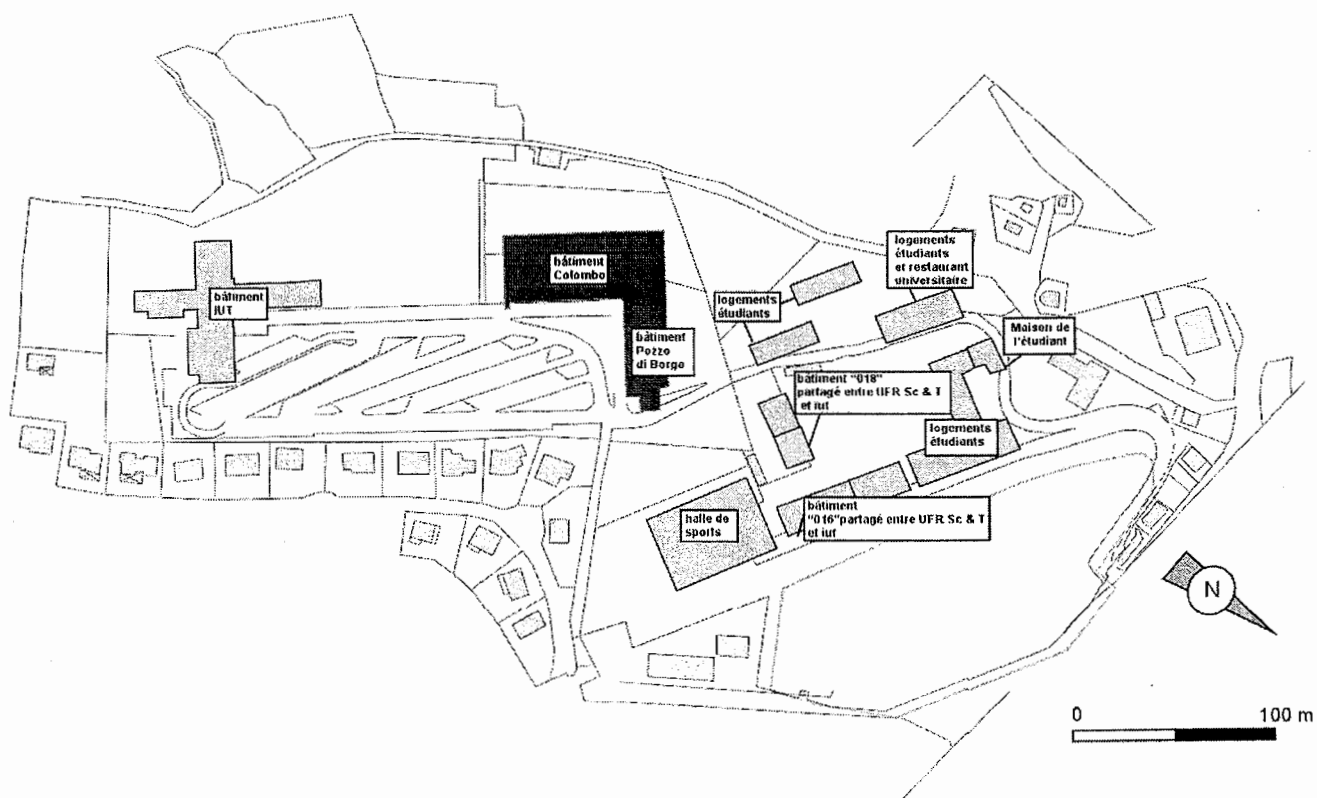 logements
étudiants
et restaurant
universitaire
bâtiment
Colombo
bâtiment
IUT
logements
étudiants
Maison de
l'étudiant
bâtiment
Pozzo
di Borgo
bâtiment "018"
partagé entre UFR Sc & T
et iut
logements
étudiants
halle de
sports
bâtiment
"016"partagé entre UFR Sc & T
et iut
N
0 100 m